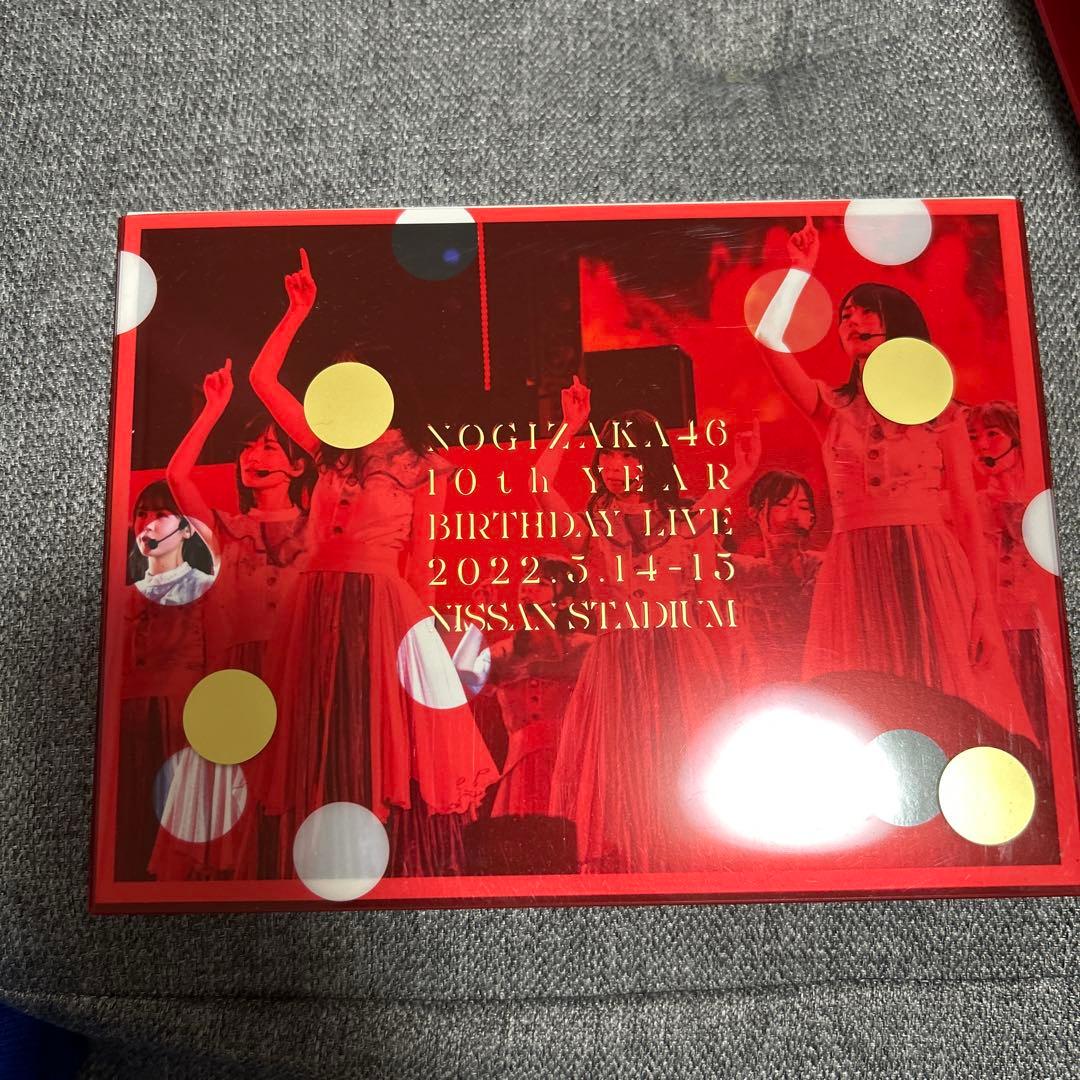 NOGIZAKA46
10th YEAR
BIRTHDAY LIVE
2022.5.14-15
NISSAN STADIUM